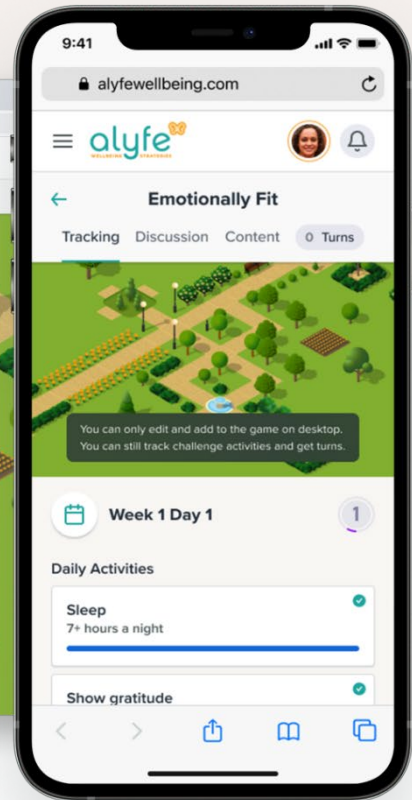 9:41
alyfewellbeing.com
alyfe
WELLBEING STRATEGIES
Emotionally Fit
Tracking Discussion Content 0 Turns
You can only edit and add to the game on desktop.
You can still track challenge activities and get turns.
Week 1 Day 1
1
Daily Activities
Sleep
7+ hours a night
Show gratitude